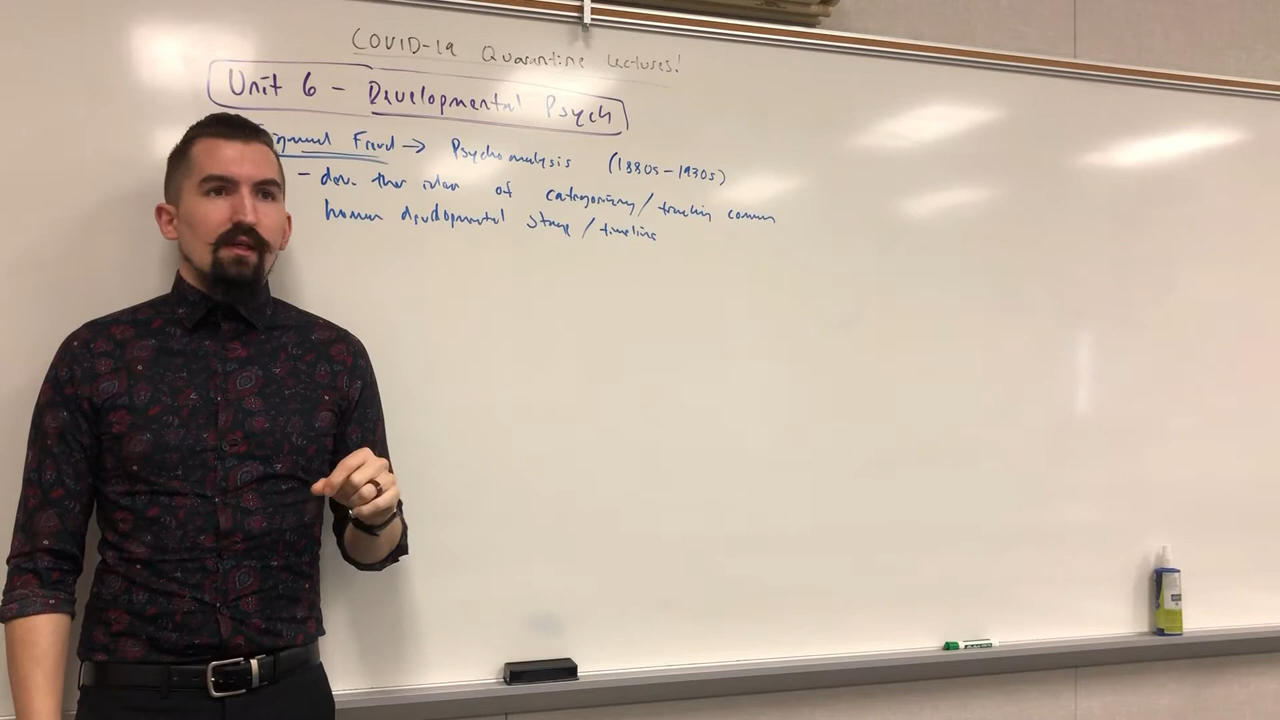 COVID-19 Quarantine Lectures!
Unit 6 - Developmental Psych
Freud → Psychoanalysis (1880s-1930s)
- dev. the idea of categorizing/tracking common
human developmental stage/timeline